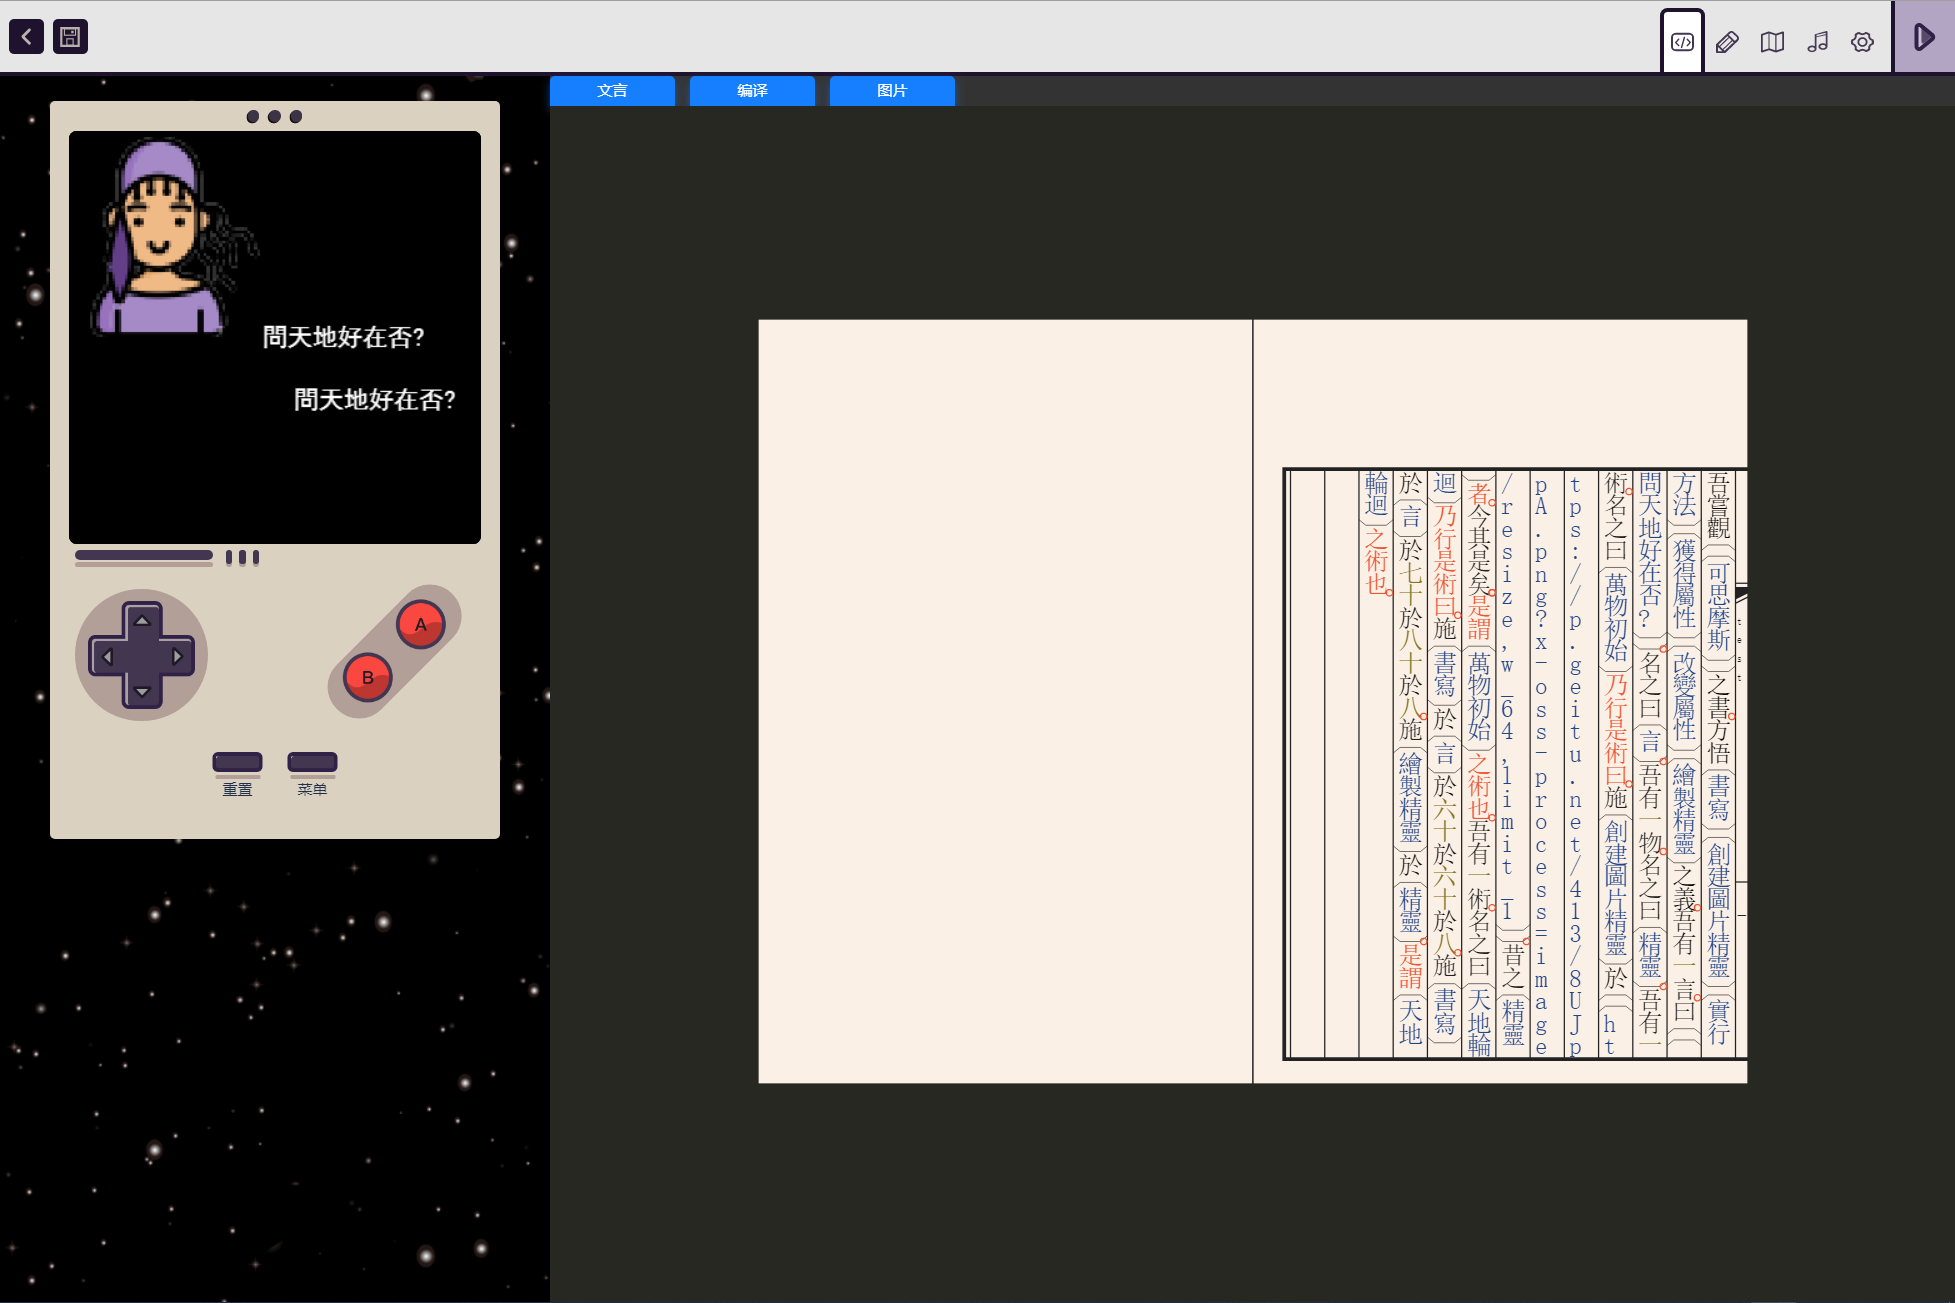 文言
编译
图片
問天地好在否?
問天地好在否?
A
B
重置
菜单
test
一
吾嘗觀「「可思摩斯」」之書。方悟「書寫」「創建圖片精靈」「實行
方法」「獲得屬性」「改變屬性」「繪製精靈」之義。吾有一言。曰「「
問天地好在否?」」。名之曰「言」。吾有一物。名之曰「精靈」。吾有一
術。名之曰「萬物初始」乃行是術曰。施「創建圖片精靈」於「「ht
tps://p.geitu.net/413/8UJp
pA.png?x-oss-process=image
/resize,w_64,limit_1」」。昔之「精靈」
者。今其是矣。是謂「萬物初始」之術也。吾有一術。名之曰「天地輪
迴」乃行是術曰。施「書寫」於「言」於六十於六十於八。施「書寫」
於「言」於七十於八十於八。施「繪製精靈」於「精靈」。是謂「天地
輪迴」之術也。